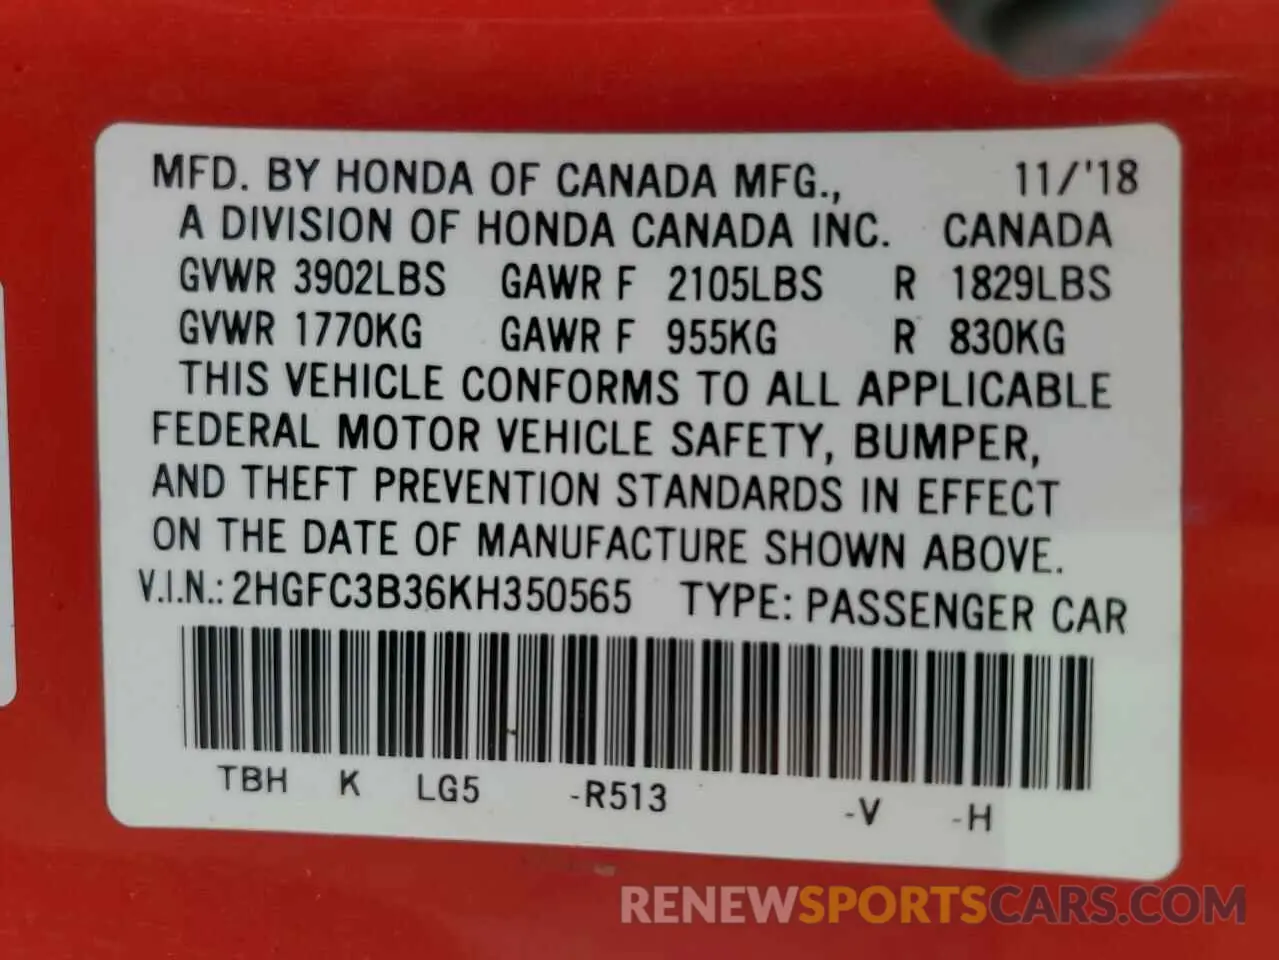 MFD. BY HONDA OF CANADA MFG., 11/'18
A DIVISION OF HONDA CANADA INC. CANADA
GVWR 3902LBS GAWR F 2105LBS R 1829LBS
GVWR 1770KG GAWR F 955KG R 830KG
THIS VEHICLE CONFORMS TO ALL APPLICABLE
FEDERAL MOTOR VEHICLE SAFETY, BUMPER,
AND THEFT PREVENTION STANDARDS IN EFFECT
ON THE DATE OF MANUFACTURE SHOWN ABOVE.
V.I.N.: 2HGFC3B36KH350565 TYPE: PASSENGER CAR
TBH K LG5 -R513 -V -H
RENEWSPORTSCARS.COM